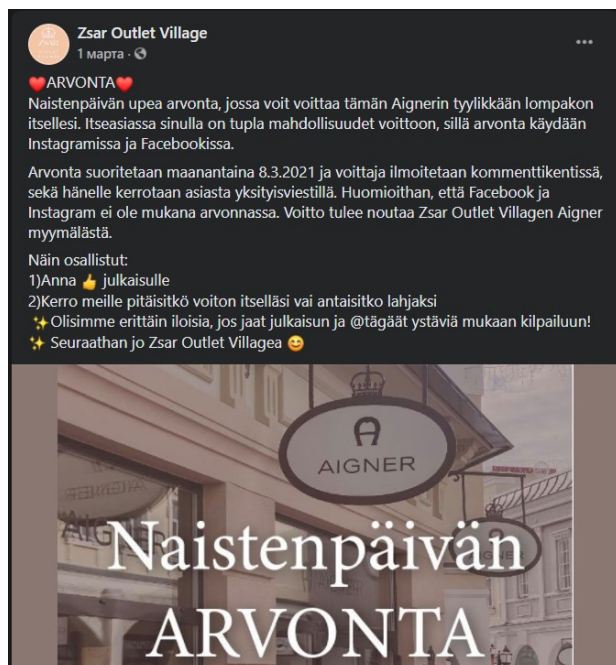 Zsar Outlet Village
1 марта ·
❤️ARVONTA❤️
Naistenpäivän upea arvonta, jossa voit voittaa tämän Aignerin tyylikkään lompakon
itsellesi. Itseasiassa sinulla on tupla mahdollisuudet voittoon, sillä arvonta käydään
Instagramissa ja Facebookissa.
Arvonta suoritetaan maanantaina 8.3.2021 ja voittaja ilmoitetaan kommenttikentissä,
sekä hänelle kerrotaan asiasta yksityisviestillä. Huomioithan, että Facebook ja
Instagram ei ole mukana arvonnassa. Voitto tulee noutaa Zsar Outlet Villagen Aigner
myymälästä.
Näin osallistut:
1)Anna 👍 julkaisulle
2)Kerro meille pitäisitkö voiton itselläsi vai antaisitko lahjaksi
✨Olisimme erittäin iloisia, jos jaat julkaisun ja @tägäät ystäviä mukaan kilpailuun!
✨ Seuraathan jo Zsar Outlet Villagea 😊
AIGNER
AIGNER
AIGNER
Naistenpäivän
ARVONTA